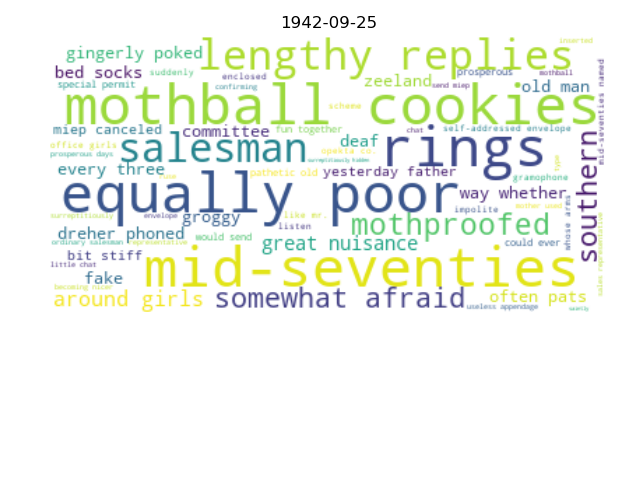 1942-09-25
inserted
gingerly poked
lengthy replies
bed socks
suddenly
enclosed
prosperous
mothball
special permit
confirming
zeeland
send miep
old man
mothball cookies
scheme
miep canceled
committee
fun together
chat
self-addressed envelope
mid-seventies named
office girls
salesman
deaf
rings
southern
prosperous days
surreptitiously hidden
opekta co.
every three
pathetic old
yesterday father
gramophone
type
equally poor
way whether
mother used
surreptitiously
envelope
groggy
like mr.
mothproofed
impolite
whose arms
dreher phoned
would send
listen
ordinary salesman
representative
great nuisance
could ever
bit stiff
little chat
fake
mid-seventies
sales representative
becoming nicer
around girls
somewhat afraid
often pats
useless appendage